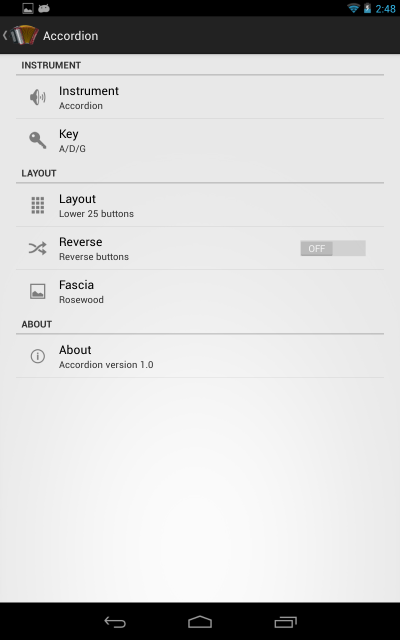 2:48
Accordion
INSTRUMENT
Instrument
Accordion
Key
A/D/G
LAYOUT
Layout
Lower 25 buttons
Reverse
Reverse buttons
OFF
Fascia
Rosewood
ABOUT
About
Accordion version 1.0